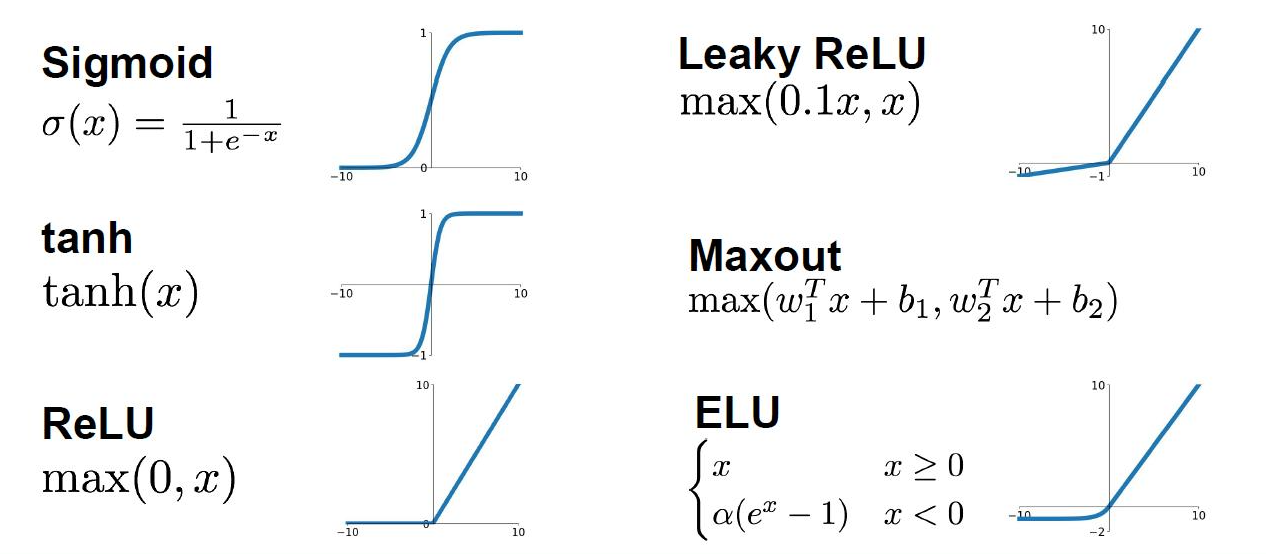 Sigmoid
σ(x) = 1/(1+e^{-x})
1
0
-10
10
tanh
tanh(x)
1
-10
10
-1
ReLU
max(0, x)
10
0
-10
10
Leaky ReLU
max(0.1x, x)
10
-10
-1
10
Maxout
max(w_1^T x + b_1, w_2^T x + b_2)
ELU
{ x x ≥ 0
α(e^x − 1) x < 0
10
-10
-2
10